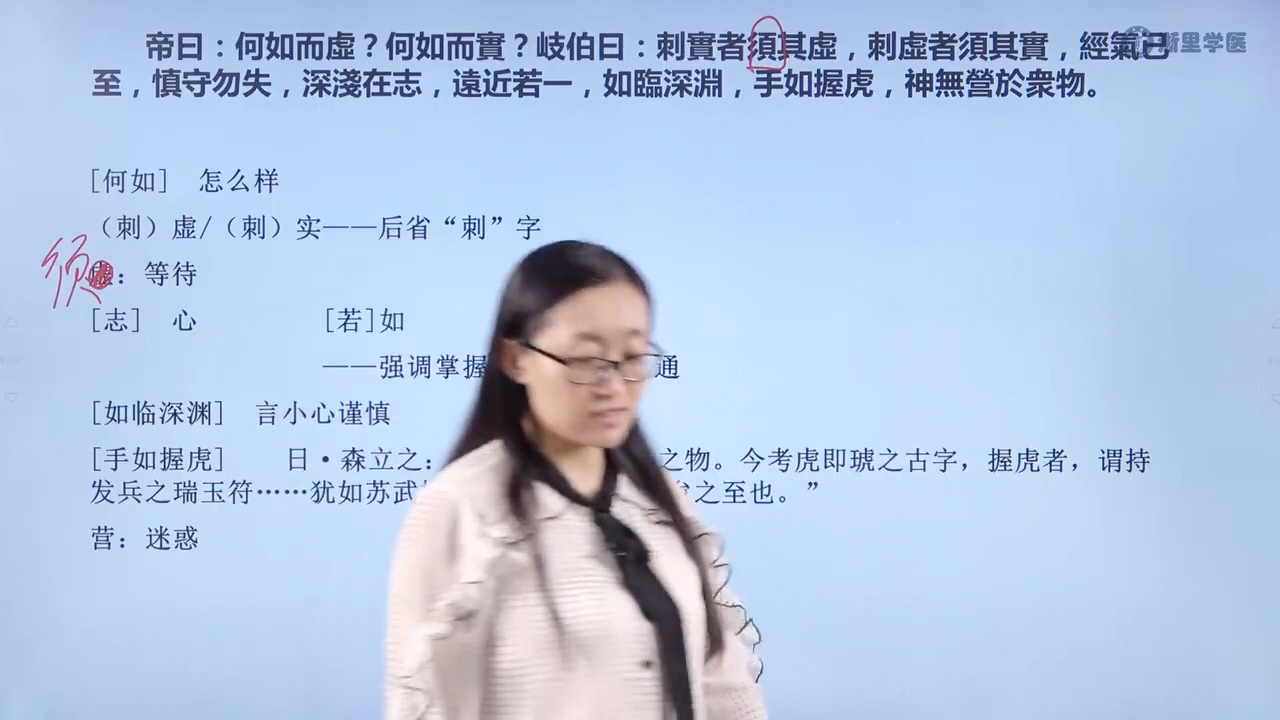 帝曰：何如而虛？何如而實？岐伯曰：刺實者須其虛，刺虛者須其實，經氣已
至，慎守勿失，深淺在志，遠近若一，如臨深淵，手如握虎，神無營於衆物。
斯里学医
[何如] 怎么样
（刺）虚/（刺）实——后省“刺”字
须：等待
[志] 心 [若]如
——强调掌握 通
[如临深渊] 言小心谨慎
[手如握虎] 日·森立之： 之物。今考虎即琥之古字，握虎者，谓持
发兵之瑞玉符……犹如苏武 之至也。”
营：迷惑